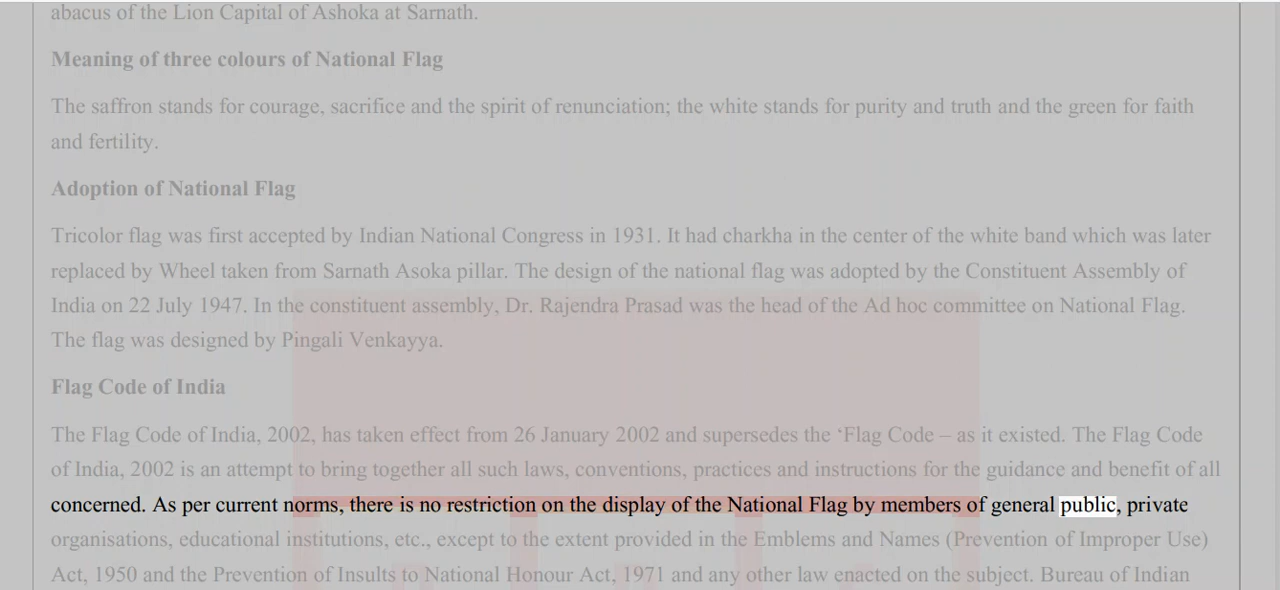 abacus of the Lion Capital of Ashoka at Sarnath.
Meaning of three colours of National Flag
The saffron stands for courage, sacrifice and the spirit of renunciation; the white stands for purity and truth and the green for faith
and fertility.
Adoption of National Flag
Tricolor flag was first accepted by Indian National Congress in 1931. It had charkha in the center of the white band which was later
replaced by Wheel taken from Sarnath Asoka pillar. The design of the national flag was adopted by the Constituent Assembly of
India on 22 July 1947. In the constituent assembly, Dr. Rajendra Prasad was the head of the Ad hoc committee on National Flag.
The flag was designed by Pingali Venkayya.
Flag Code of India
The Flag Code of India, 2002, has taken effect from 26 January 2002 and supersedes the ‘Flag Code – as it existed. The Flag Code
of India, 2002 is an attempt to bring together all such laws, conventions, practices and instructions for the guidance and benefit of all
concerned. As per current norms, there is no restriction on the display of the National Flag by members of general public, private
organisations, educational institutions, etc., except to the extent provided in the Emblems and Names (Prevention of Improper Use)
Act, 1950 and the Prevention of Insults to National Honour Act, 1971 and any other law enacted on the subject. Bureau of Indian